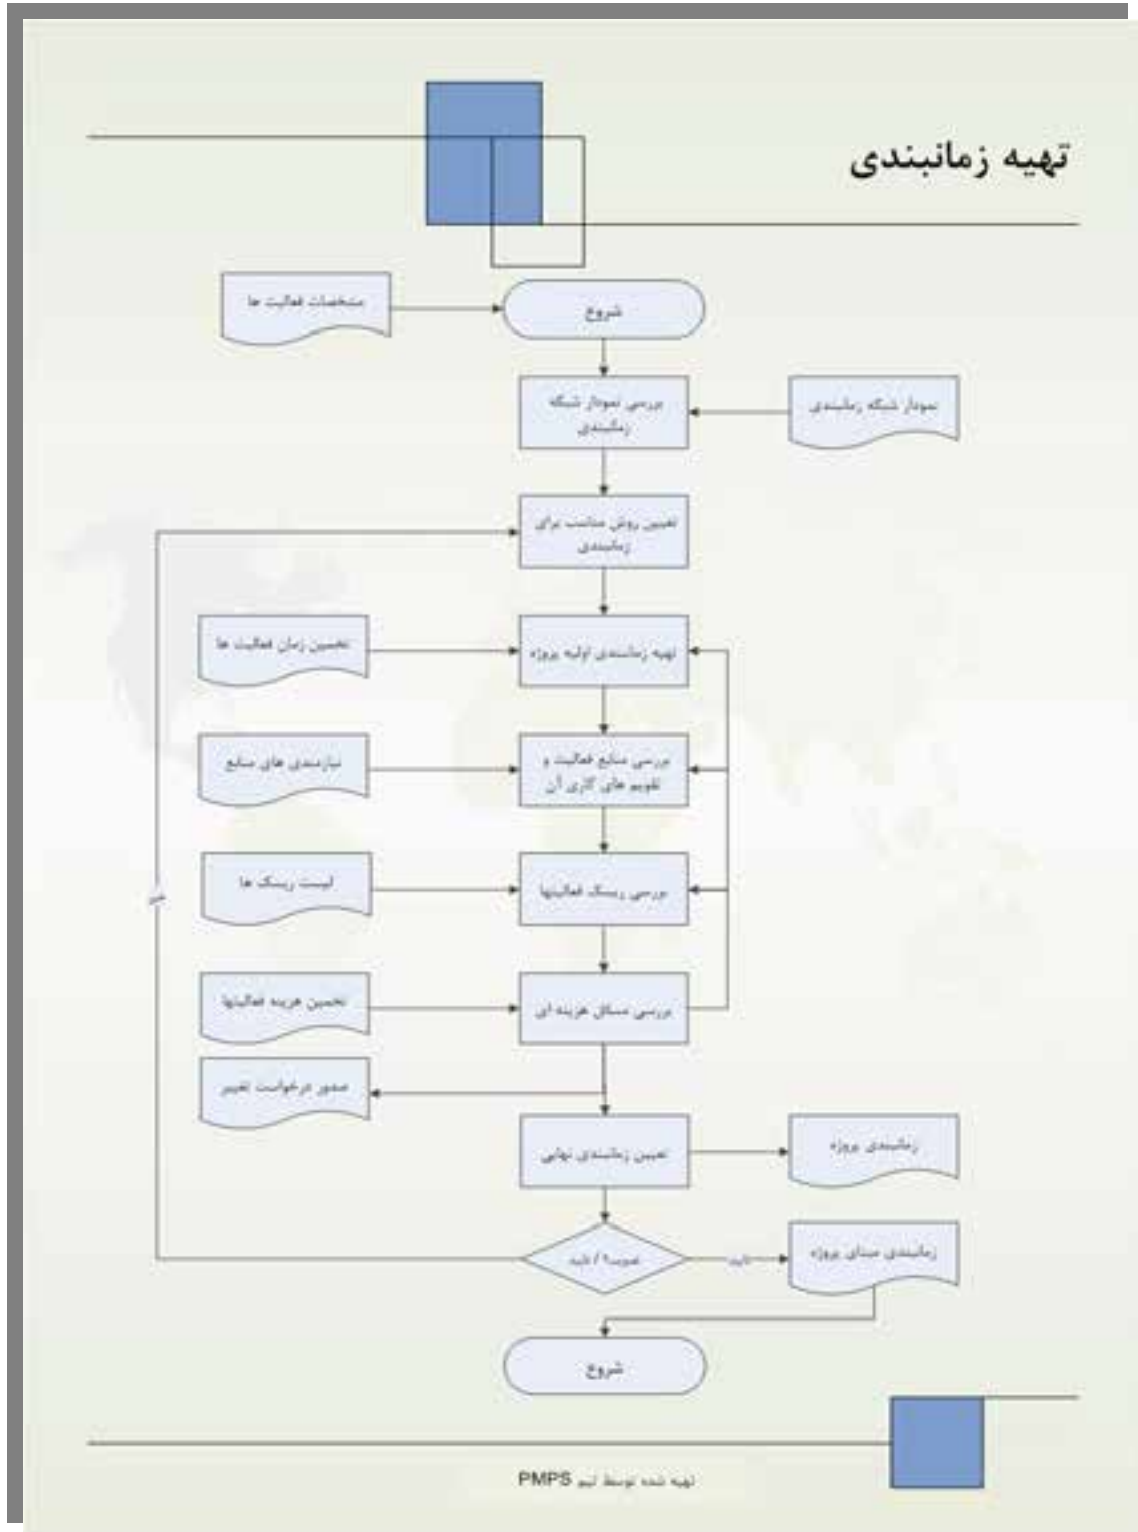 تهیه زمانبندی
مشخصات فعالیت ها
شروع
بررسی نمودار شبکه
زمانبندی
نمودار شبکه زمانبندی
تعیین روش مناسب برای
زمانبندی
تخمین زمان فعالیت ها
تهیه زمانبندی اولیه پروژه
نیازمندی های منابع
بررسی منابع فعالیت و
تقویم های کاری آن
لیست ریسک ها
بررسی ریسک فعالیتها
تخمین هزینه فعالیتها
بررسی مسائل هزینه ای
صدور درخواست تغییر
تعیین زمانبندی نهایی
زمانبندی پروژه
زمانبندی مبنای پروژه
شروع
تهیه شده توسط تیم PMPS